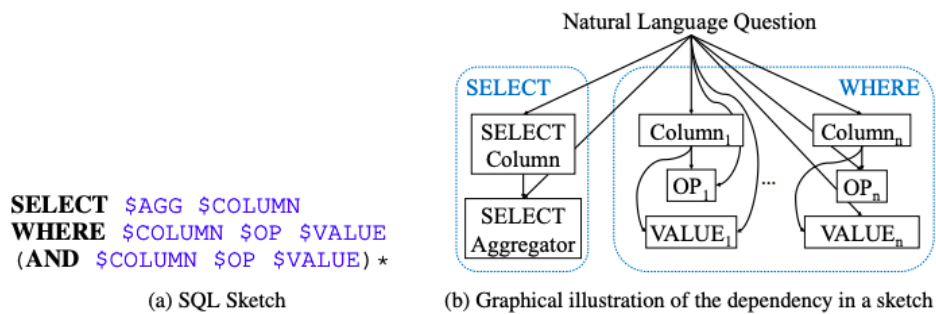 SELECT $AGG $COLUMN
WHERE $COLUMN $OP $VALUE
(AND $COLUMN $OP $VALUE)*
(a) SQL Sketch
Natural Language Question
SELECT
WHERE
SELECT
Column
SELECT
Aggregator
Column1
OP1
VALUE1
...
Columnn
OPn
VALUEn
(b) Graphical illustration of the dependency in a sketch